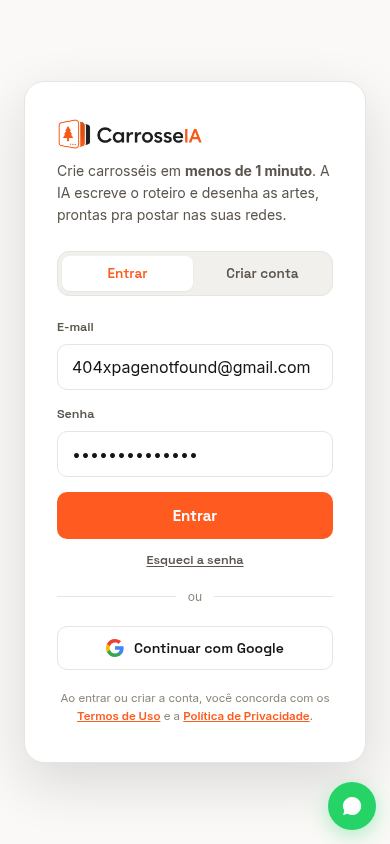 CarrosseIA
Crie carrosséis em menos de 1 minuto. A
IA escreve o roteiro e desenha as artes,
prontas pra postar nas suas redes.
Entrar
Criar conta
E-mail
404xpagenotfound@gmail.com
Senha
••••••••••••••
Entrar
Esqueci a senha
ou
Continuar com Google
Ao entrar ou criar a conta, você concorda com os
Termos de Uso e a Política de Privacidade.